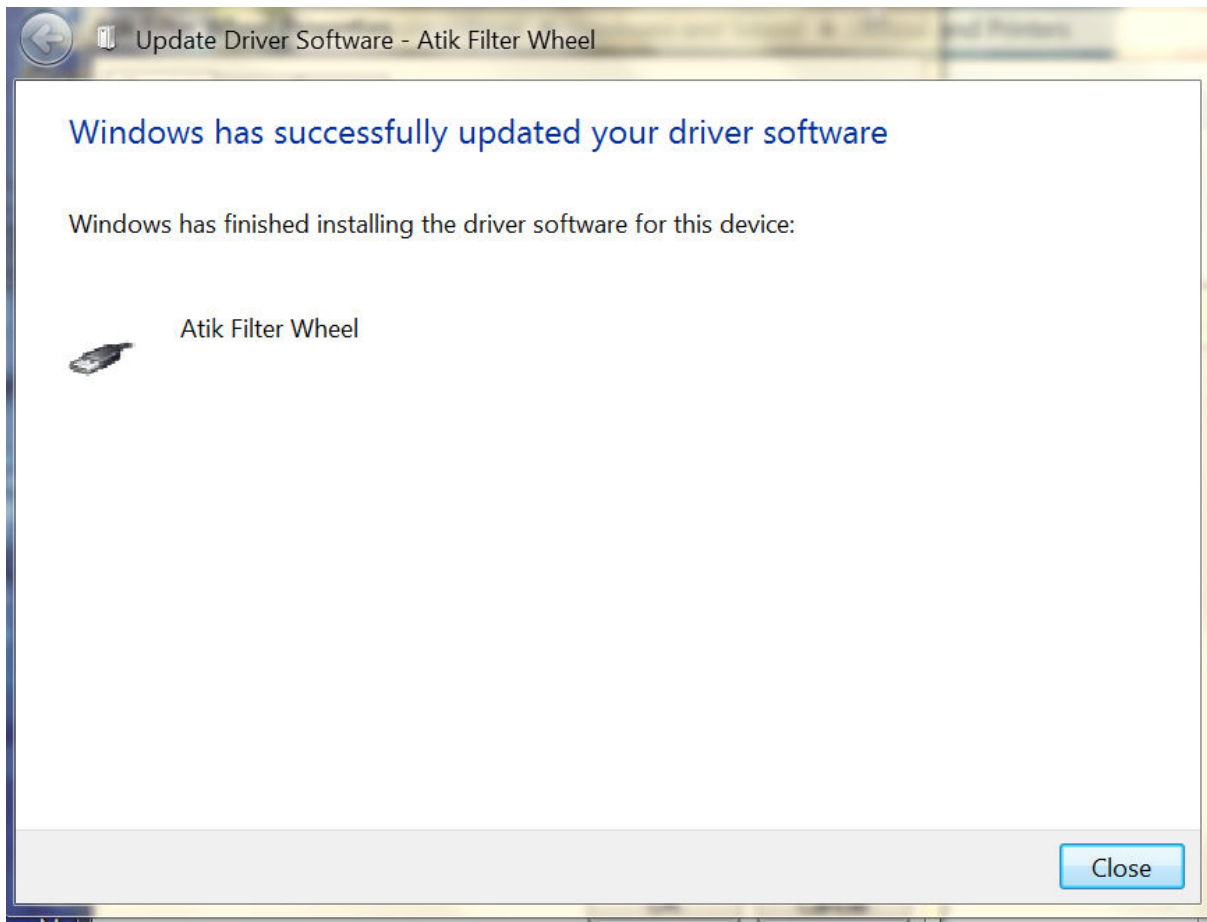 Update Driver Software - Atik Filter Wheel
Windows has successfully updated your driver software
Windows has finished installing the driver software for this device:
Atik Filter Wheel
Close